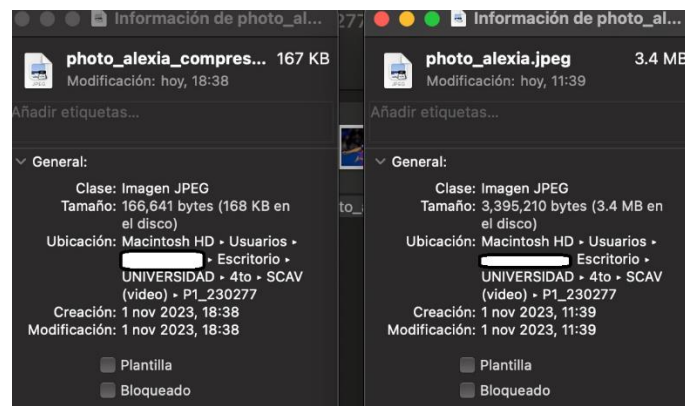 Información de photo_al...
photo_alexia_compres... 167 KB
Modificación: hoy, 18:38
Añadir etiquetas...
General:
Clase: Imagen JPEG
Tamaño: 166,641 bytes (168 KB en
el disco)
Ubicación: Macintosh HD ▸ Usuarios ▸
▸ Escritorio ▸
UNIVERSIDAD ▸ 4to ▸ SCAV
(video) ▸ P1_230277
Creación: 1 nov 2023, 18:38
Modificación: 1 nov 2023, 18:38
Plantilla
Bloqueado
277
to_
Información de photo_al...
photo_alexia.jpeg 3.4 MB
Modificación: hoy, 11:39
Añadir etiquetas...
General:
Clase: Imagen JPEG
Tamaño: 3,395,210 bytes (3.4 MB en
el disco)
Ubicación: Macintosh HD ▸ Usuarios ▸
Escritorio ▸
UNIVERSIDAD ▸ 4to ▸ SCAV
(video) ▸ P1_230277
Creación: 1 nov 2023, 11:39
Modificación: 1 nov 2023, 11:39
Plantilla
Bloqueado